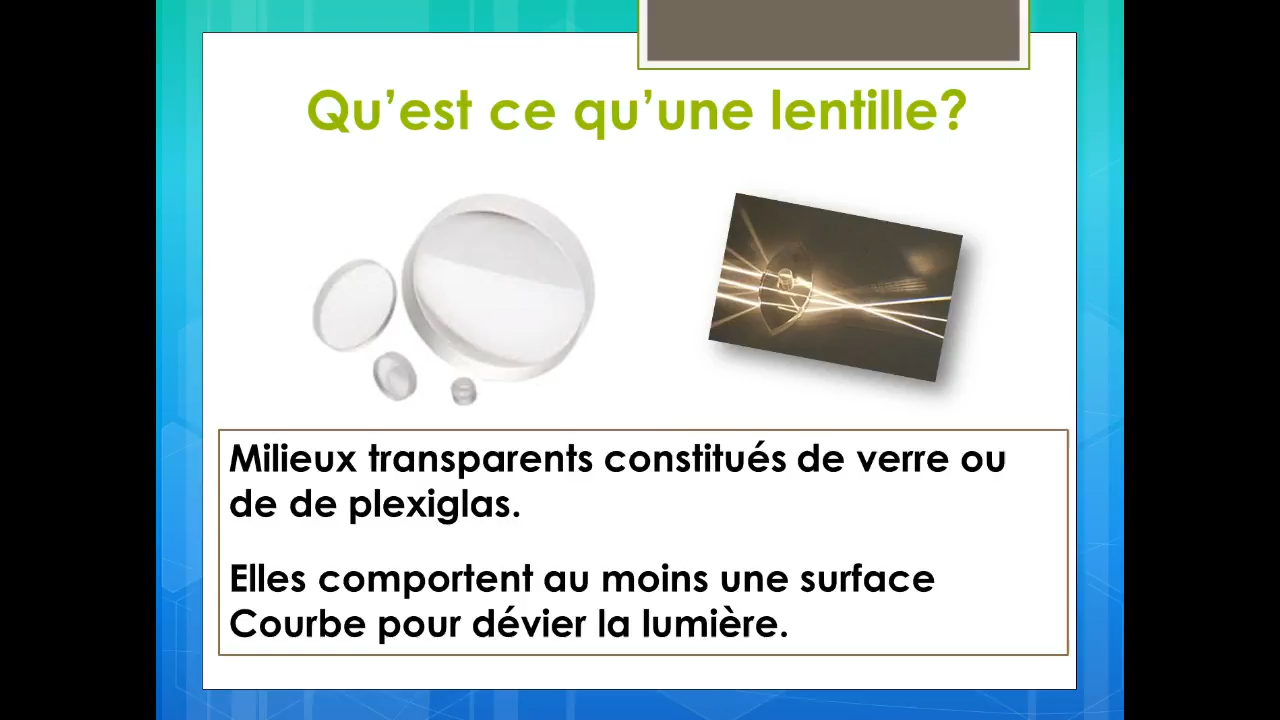 Qu’est ce qu’une lentille?
Milieux transparents constitués de verre ou
de de plexiglas.
Elles comportent au moins une surface
Courbe pour dévier la lumière.